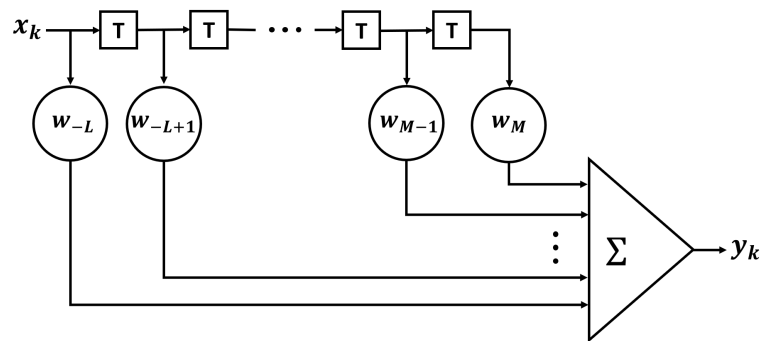 x_k T T ... T T
w_{-L} w_{-L+1} w_{M-1} w_M
⋮ Σ y_k